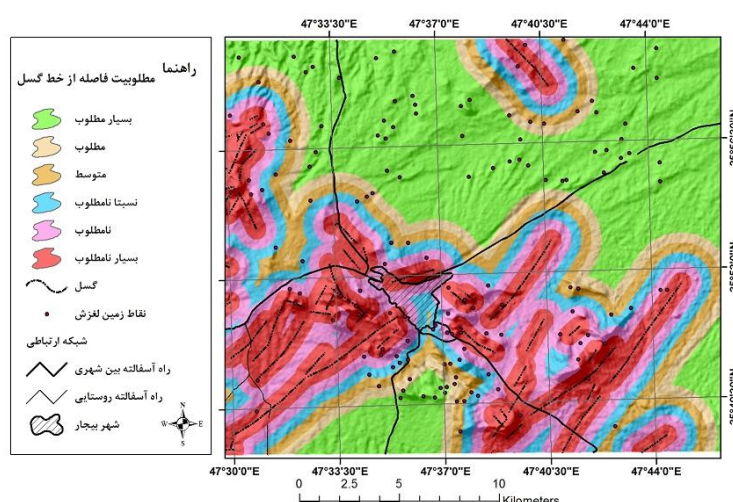 47°33'30"E 47°37'0"E 47°40'30"E 47°44'0"E
راهنما
مطلوبیت فاصله از خط گسل
بسیار مطلوب
مطلوب
متوسط
نسبتا نامطلوب
نامطلوب
بسیار نامطلوب
گسل
نقاط زمین لغزش
شبکه ارتباطی
راه آسفالته بین شهری
راه آسفالته روستایی
شهر بیجار
N
W E
S
47°30'0"E 47°33'30"E 47°37'0"E 47°40'30"E 47°44'0"E
0 2.5 5 10
Kilometers